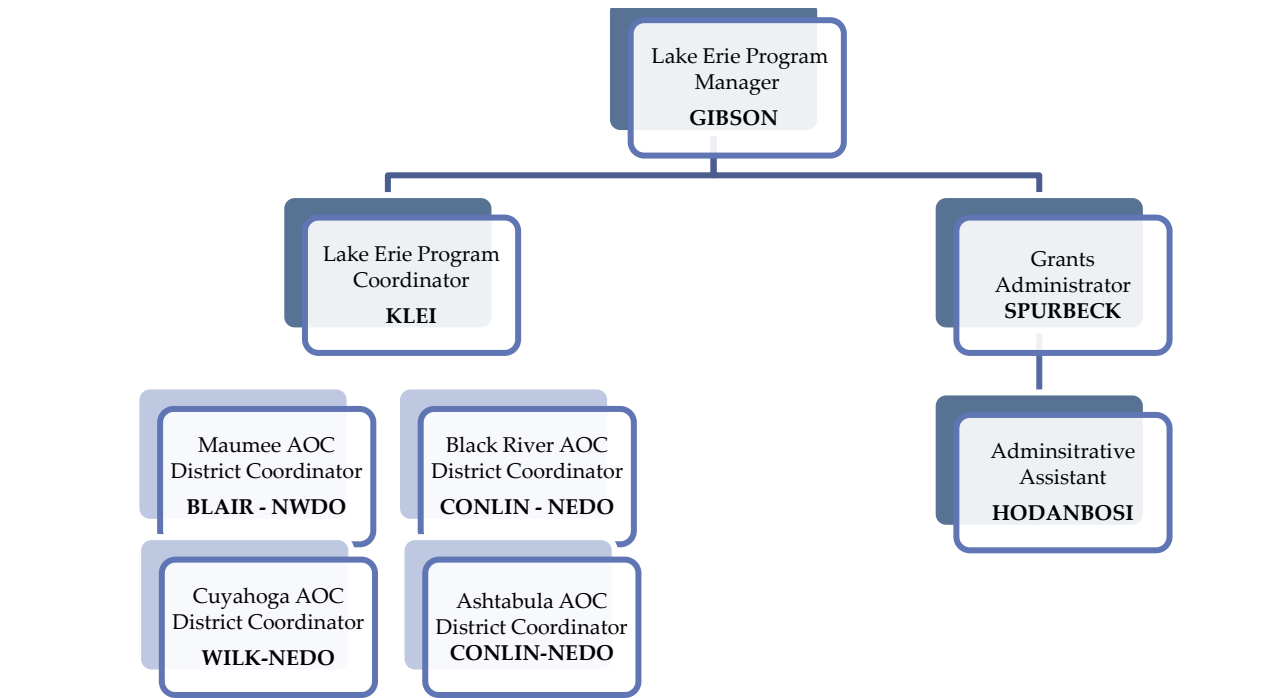 Lake Erie Program
Manager
GIBSON
Lake Erie Program
Coordinator
KLEI
Grants
Administrator
SPURBECK
Maumee AOC
District Coordinator
BLAIR - NWDO
Black River AOC
District Coordinator
CONLIN - NEDO
Adminsitrative
Assistant
HODANBOSI
Cuyahoga AOC
District Coordinator
WILK-NEDO
Ashtabula AOC
District Coordinator
CONLIN-NEDO